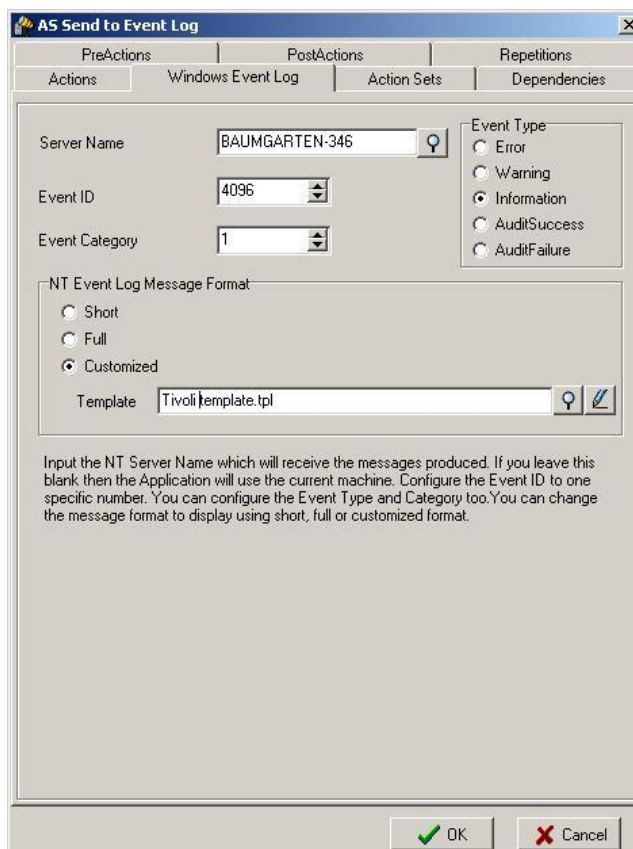 AS Send to Event Log
PreActions
PostActions
Repetitions
Actions
Windows Event Log
Action Sets
Dependencies
Server Name
BAUMGARTEN-346
Event Type
Error
Warning
Information
AuditSuccess
AuditFailure
Event ID
4096
Event Category
1
NT Event Log Message Format
Short
Full
Customized
Template
Tivoli template.tpl
Input the NT Server Name which will receive the messages produced. If you leave this
blank then the Application will use the current machine. Configure the Event ID to one
specific number. You can configure the Event Type and Category too.You can change
the message format to display using short, full or customized format.
OK
Cancel